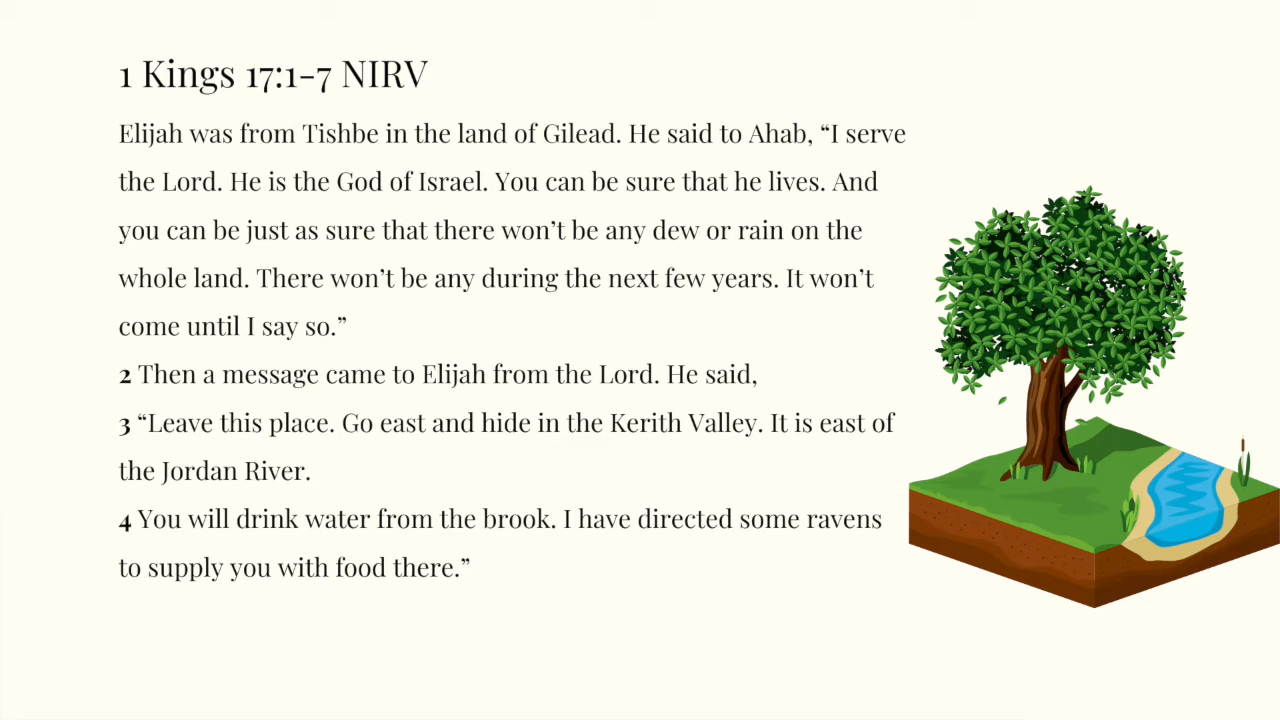 1 Kings 17:1-7 NIRV
Elijah was from Tishbe in the land of Gilead. He said to Ahab, “I serve
the Lord. He is the God of Israel. You can be sure that he lives. And
you can be just as sure that there won’t be any dew or rain on the
whole land. There won’t be any during the next few years. It won’t
come until I say so.”
2 Then a message came to Elijah from the Lord. He said,
3 “Leave this place. Go east and hide in the Kerith Valley. It is east of
the Jordan River.
4 You will drink water from the brook. I have directed some ravens
to supply you with food there.”